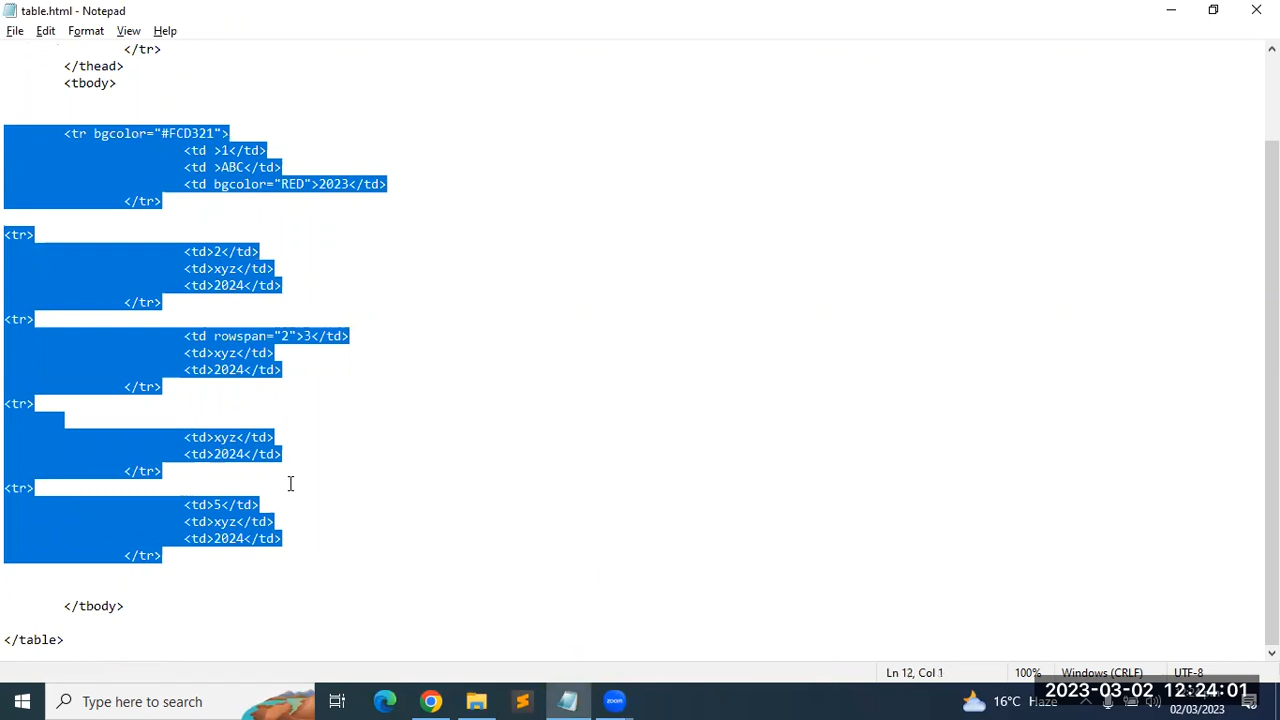 table.html - Notepad
File Edit Format View Help
</tr>
</thead>
<tbody>
<tr bgcolor="#FCD321">
<td >1</td>
<td >ABC</td>
<td bgcolor="RED">2023</td>
</tr>
<tr>
<td>2</td>
<td>xyz</td>
<td>2024</td>
</tr>
<tr>
<td rowspan="2">3</td>
<td>xyz</td>
<td>2024</td>
</tr>
<tr>
<td>xyz</td>
<td>2024</td>
</tr>
<tr>
<td>5</td>
<td>xyz</td>
<td>2024</td>
</tr>
</tbody>
</table>
Ln 12, Col 1 100% Windows (CRLF) UTF-8
Type here to search zoom 16°C Haze 2023-03-02 12:24:01
02/03/2023